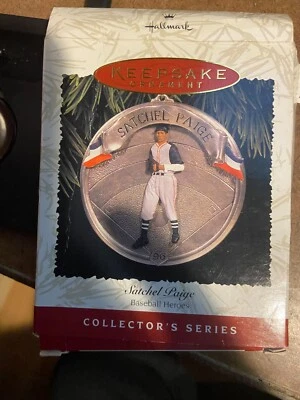 Hallmark
KEEPSAKE
ORNAMENT
SATCHEL PAIGE
Satchel Paige
Baseball Heroes
COLLECTOR'S SERIES